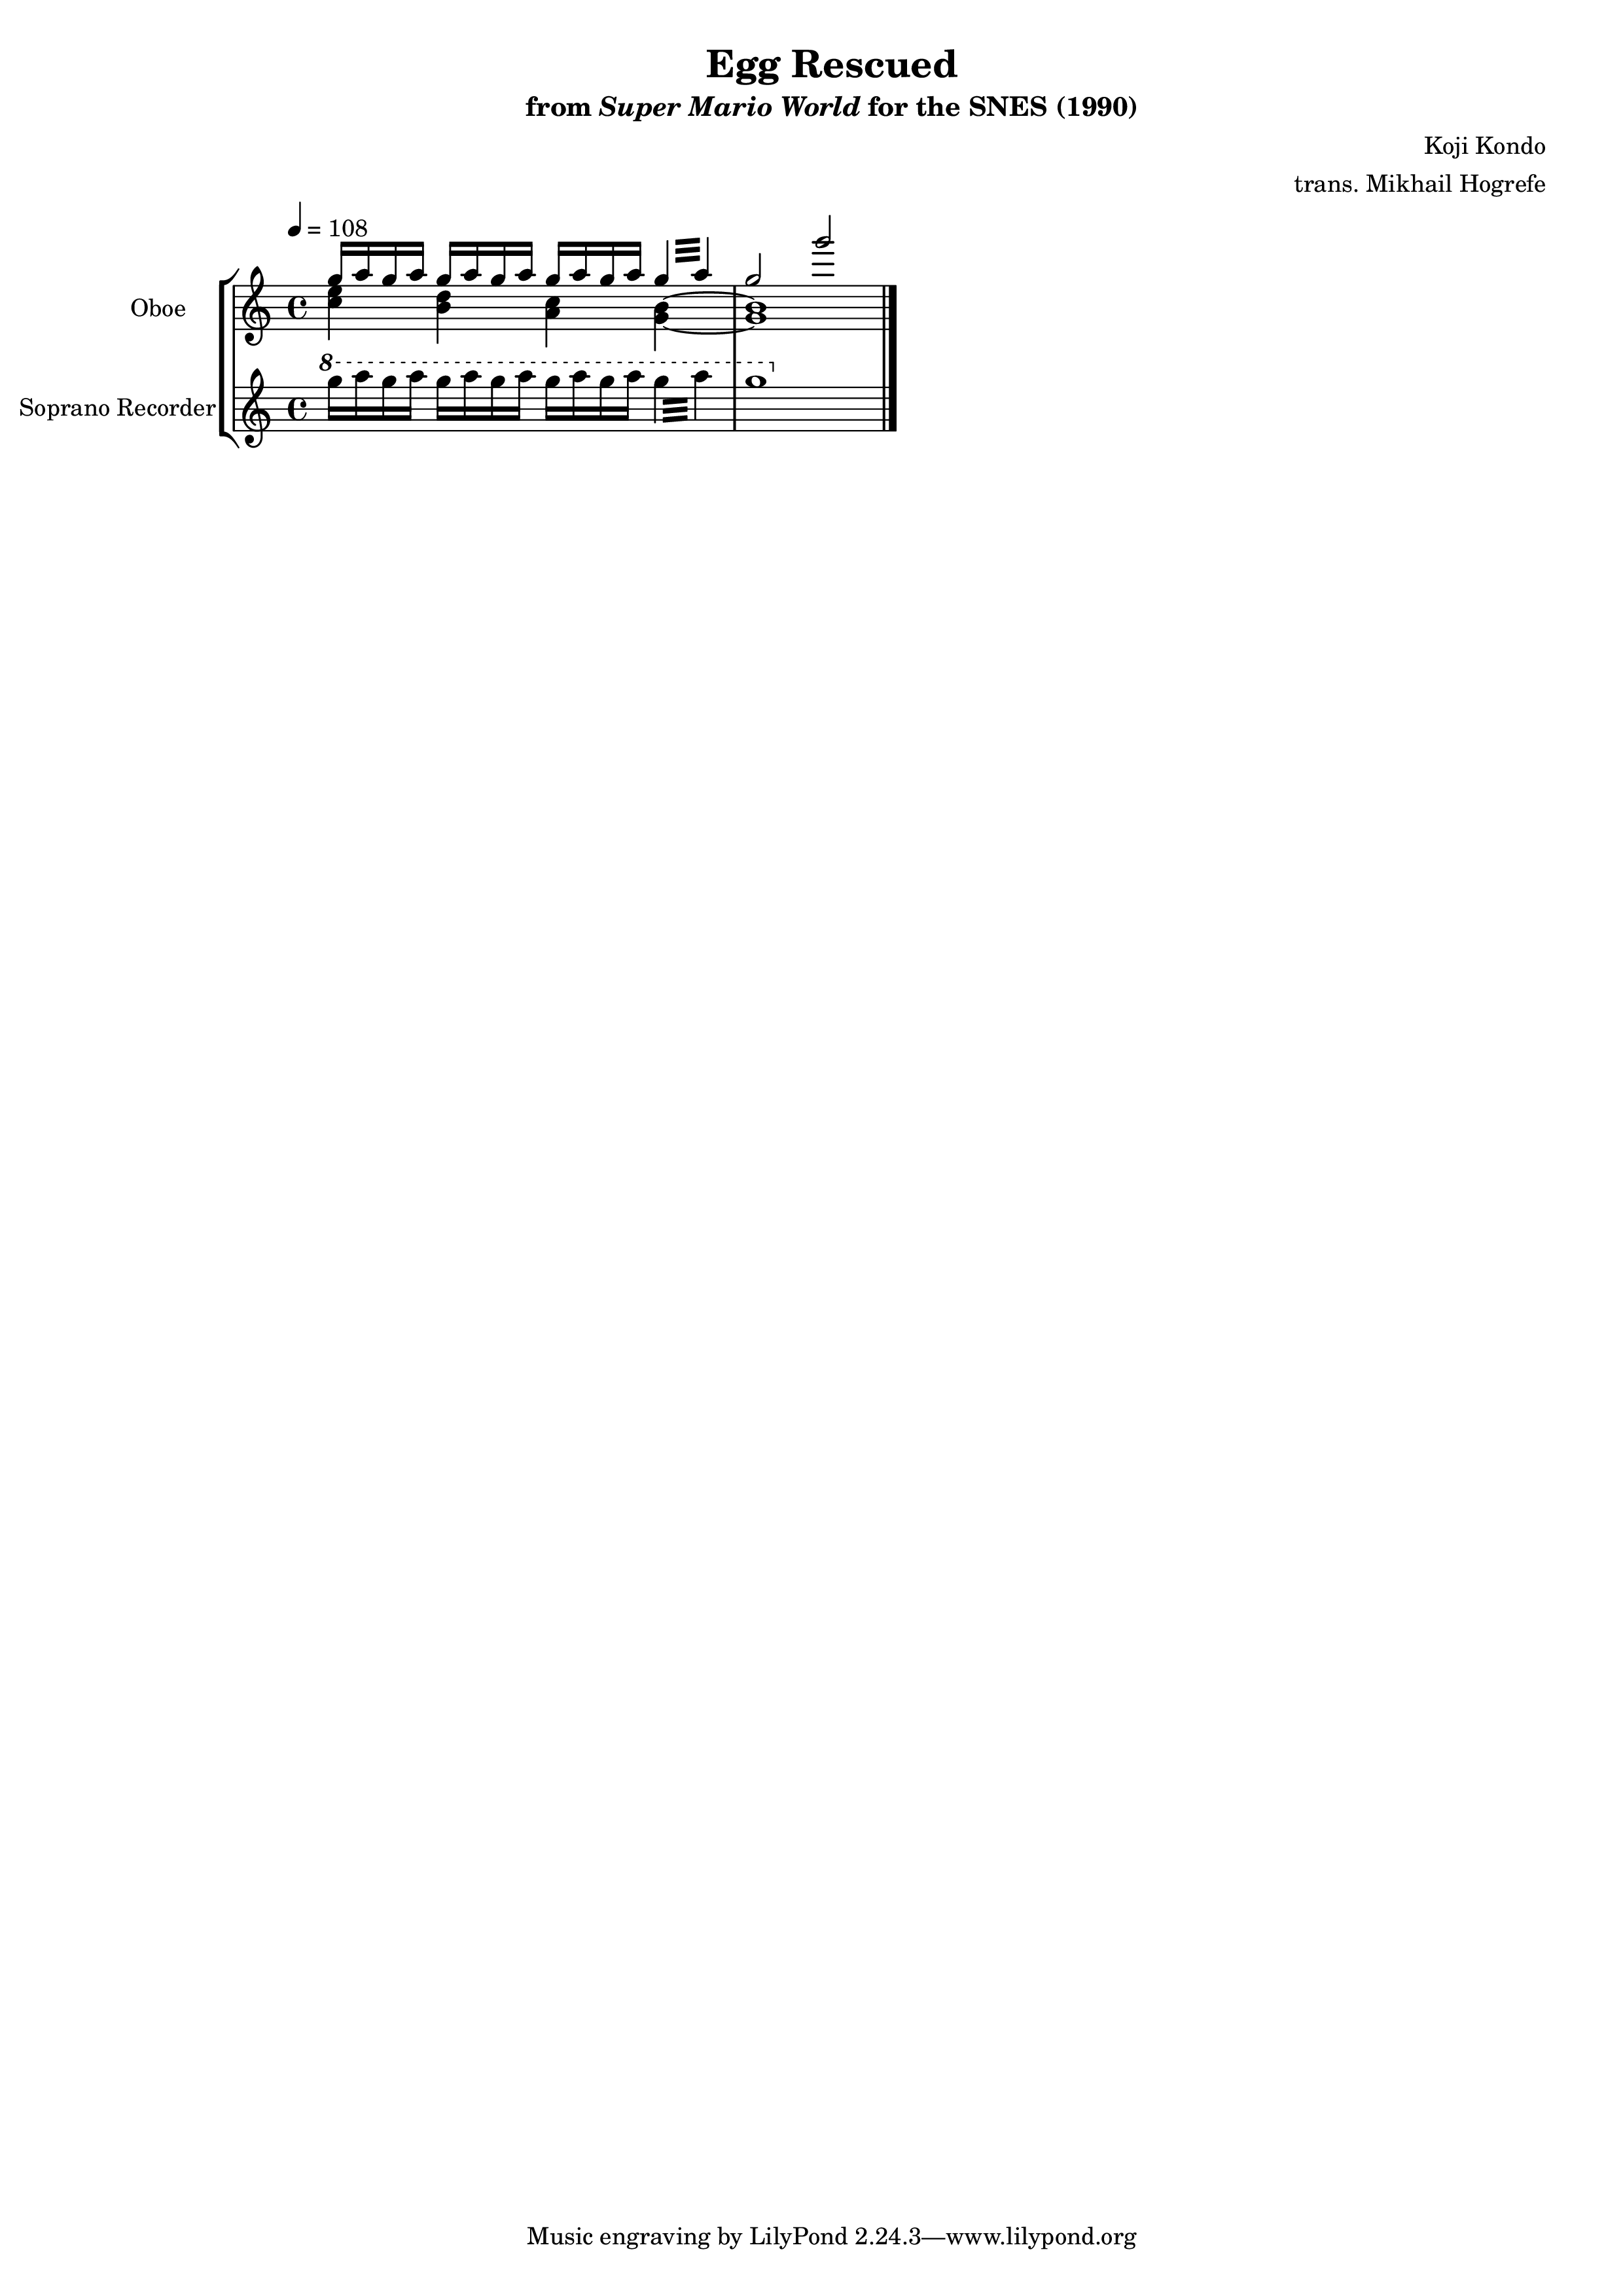 Egg Rescued
from Super Mario World for the SNES (1990)
Koji Kondo
trans. Mikhail Hogrefe
= 108
Oboe
8
Soprano Recorder
Music engraving by LilyPond 2.24.3—www.lilypond.org